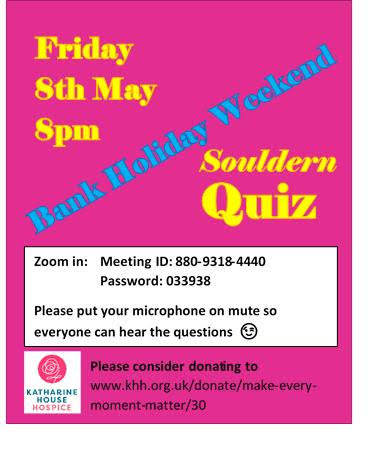 Friday
8th May
8pm
Bank Holiday Weekend
Souldern
Quiz
Zoom in: Meeting ID: 880-9318-4440
Password: 033938
Please put your microphone on mute so
everyone can hear the questions 😉
KATHARINE
HOUSE
HOSPICE
Please consider donating to
www.khh.org.uk/donate/make-every-
moment-matter/30